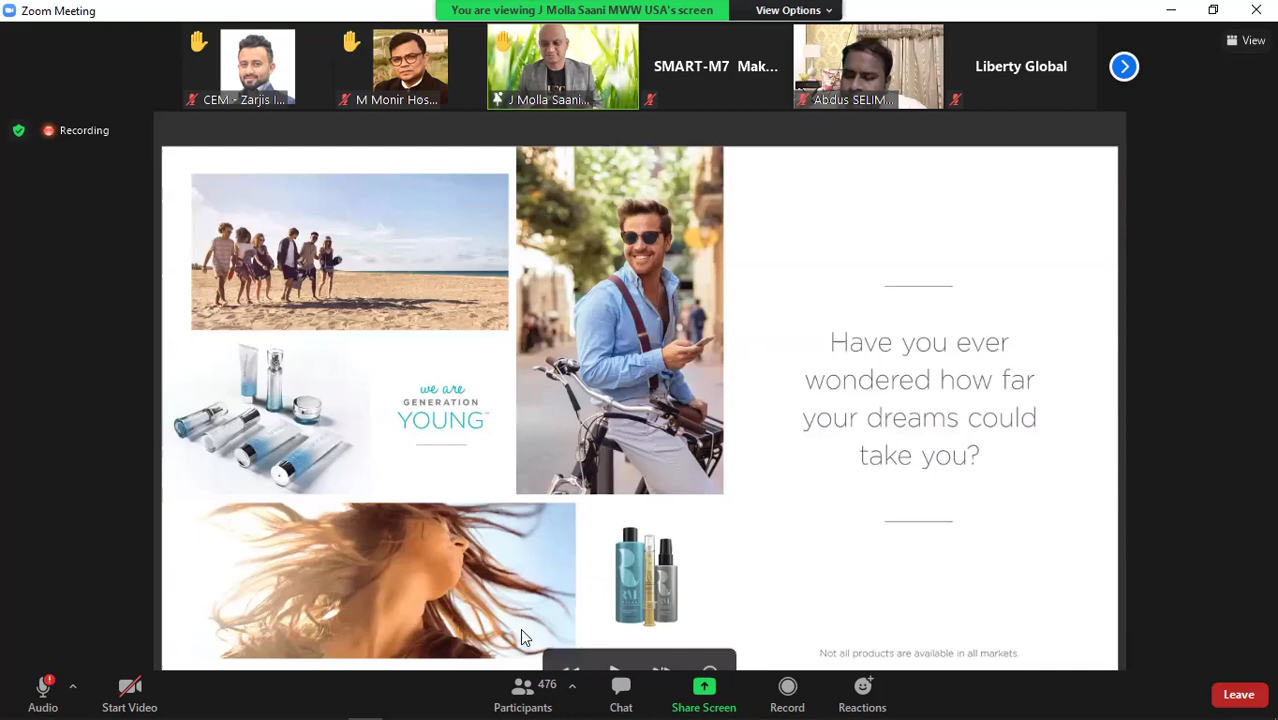 Zoom Meeting
You are viewing J Molla Saani MWW USA's screen
View Options
CEM - Zarjis I...
M Monir Hos...
J Molla Saani...
SMART-M7 Mak...
Abdus SELIM...
Liberty Global
View
Recording
we are
GENERATION
YOUNG™
Have you ever
wondered how far
your dreams could
take you?
Not all products are available in all markets.
Audio
Start Video
476
Participants
Chat
Share Screen
Record
Reactions
Leave